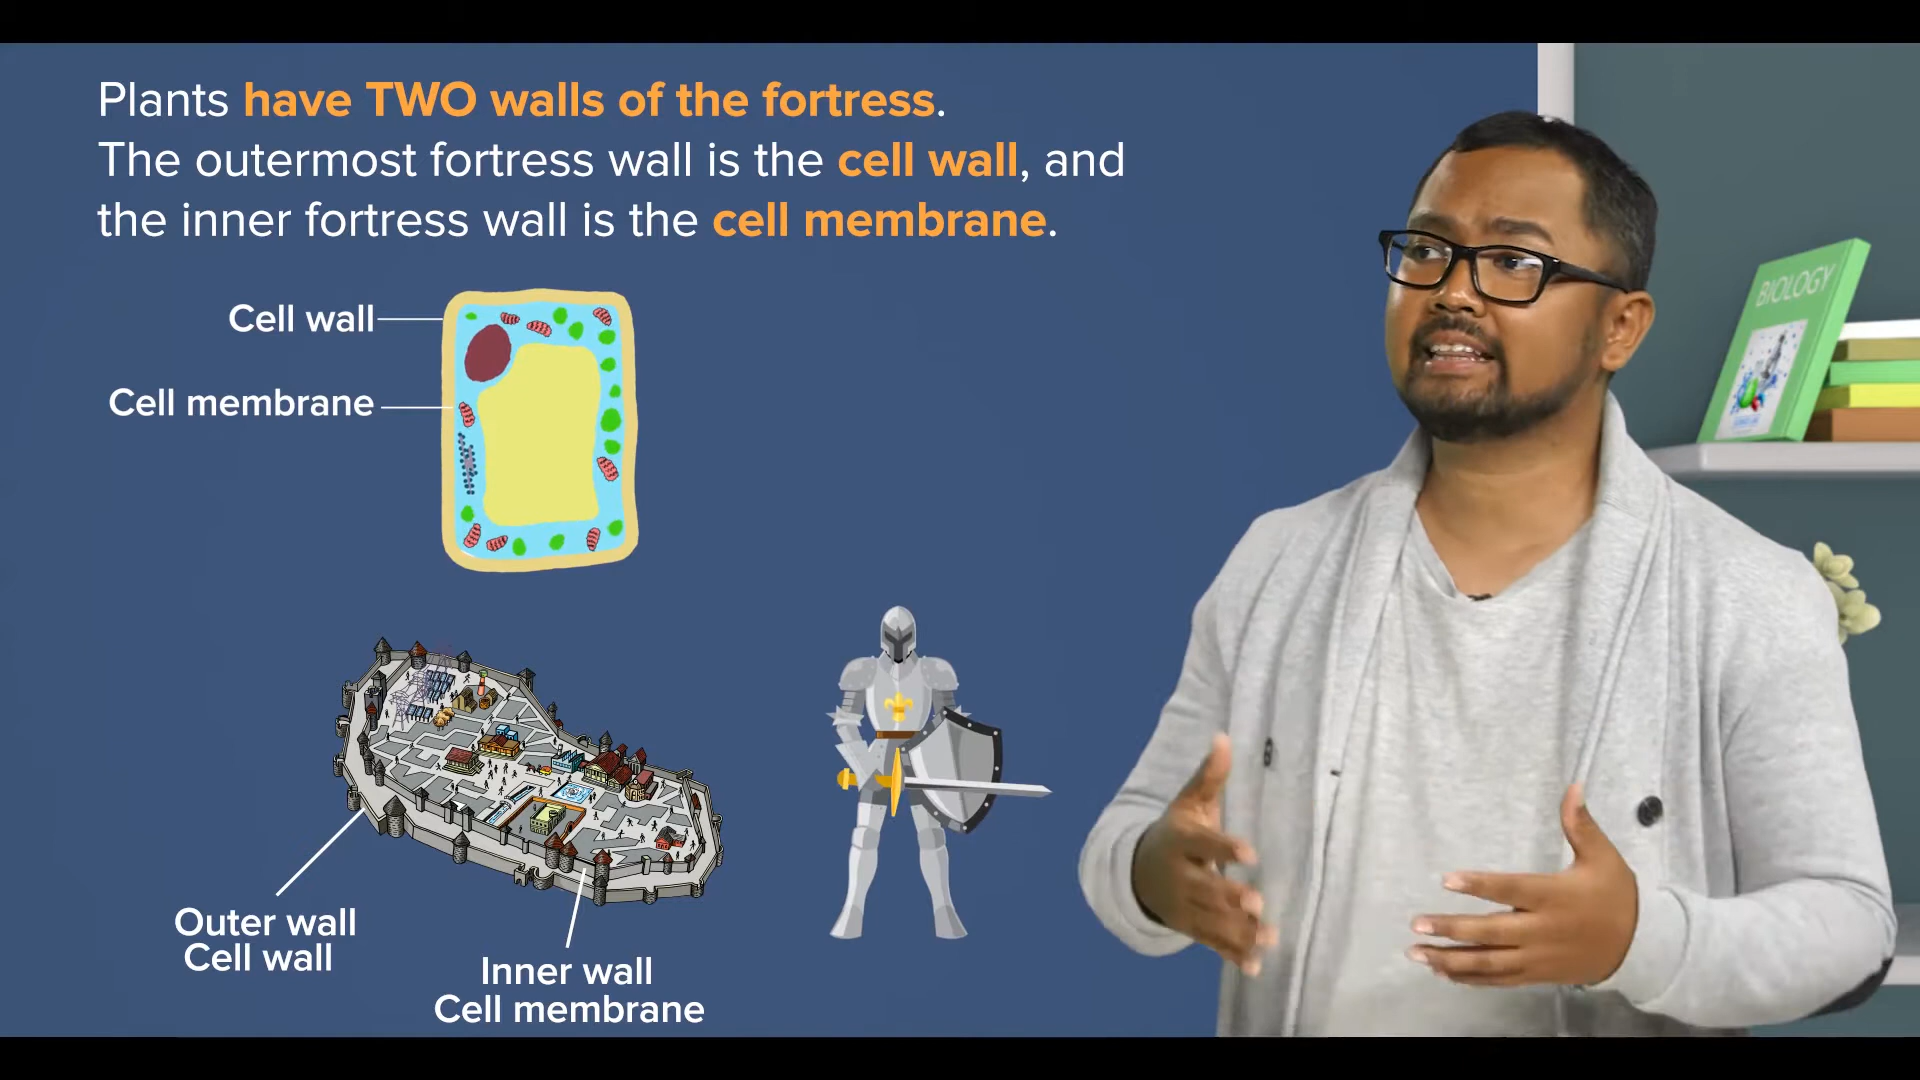 Plants have TWO walls of the fortress.
The outermost fortress wall is the cell wall, and
the inner fortress wall is the cell membrane.
Cell wall
Cell membrane
BIOLOGY
Outer wall
Cell wall
Inner wall
Cell membrane